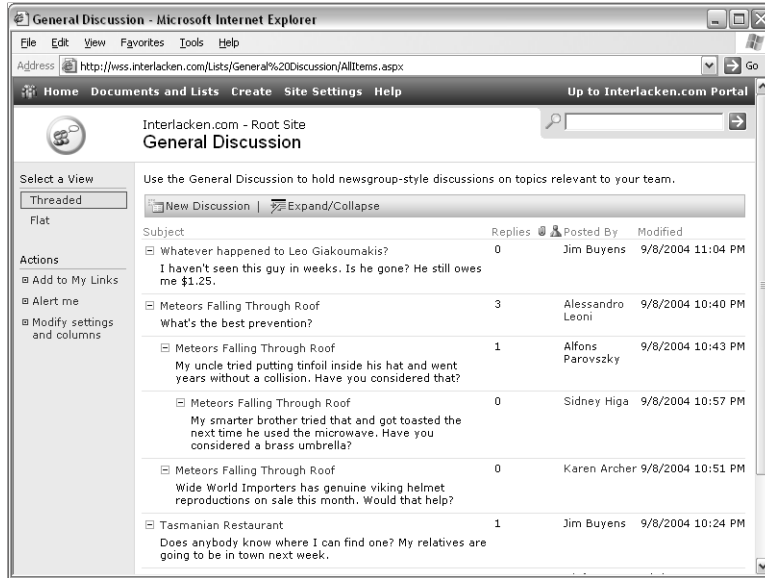 General Discussion - Microsoft Internet Explorer
File Edit View Favorites Tools Help
Address http://wss.interlacken.com/Lists/General%20Discussion/AllItems.aspx Go
Home Documents and Lists Create Site Settings Help Up to Interlacken.com Portal
Interlacken.com - Root Site
General Discussion
Select a View
Threaded
Flat
Actions
Add to My Links
Alert me
Modify settings
and columns
Use the General Discussion to hold newsgroup-style discussions on topics relevant to your team.
New Discussion | Expand/Collapse
Subject Replies Posted By Modified
Whatever happened to Leo Giakoumakis? 0 Jim Buyens 9/8/2004 11:04 PM
I haven't seen this guy in weeks. Is he gone? He still owes
me $1.25.
Meteors Falling Through Roof 3 Alessandro Leoni 9/8/2004 10:40 PM
What's the best prevention?
Meteors Falling Through Roof 1 Alfons Parovszky 9/8/2004 10:43 PM
My uncle tried putting tinfoil inside his hat and went
years without a collision. Have you considered that?
Meteors Falling Through Roof 0 Sidney Higa 9/8/2004 10:57 PM
My smarter brother tried that and got toasted the
next time he used the microwave. Have you
considered a brass umbrella?
Meteors Falling Through Roof 0 Karen Archer 9/8/2004 10:51 PM
Wide World Importers has genuine viking helmet
reproductions on sale this month. Would that help?
Tasmanian Restaurant 1 Jim Buyens 9/8/2004 10:24 PM
Does anybody know where I can find one? My relatives are
going to be in town next week.